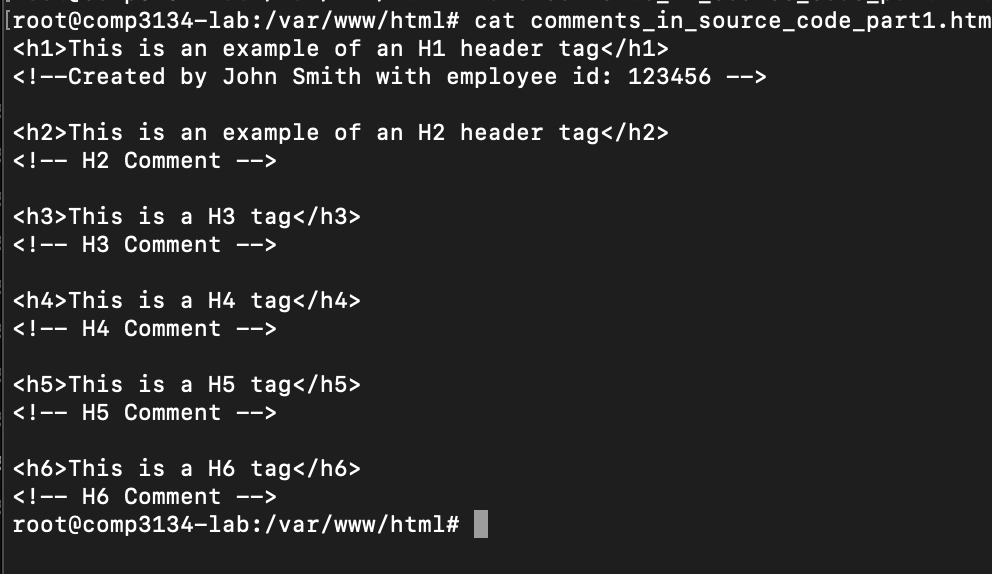 [root@comp3134-lab:/var/www/html# cat comments_in_source_code_part1.htm
<h1>This is an example of an H1 header tag</h1>
<!--Created by John Smith with employee id: 123456 -->
<h2>This is an example of an H2 header tag</h2>
<!-- H2 Comment -->
<h3>This is a H3 tag</h3>
<!-- H3 Comment -->
<h4>This is a H4 tag</h4>
<!-- H4 Comment -->
<h5>This is a H5 tag</h5>
<!-- H5 Comment -->
<h6>This is a H6 tag</h6>
<!-- H6 Comment -->
root@comp3134-lab:/var/www/html#